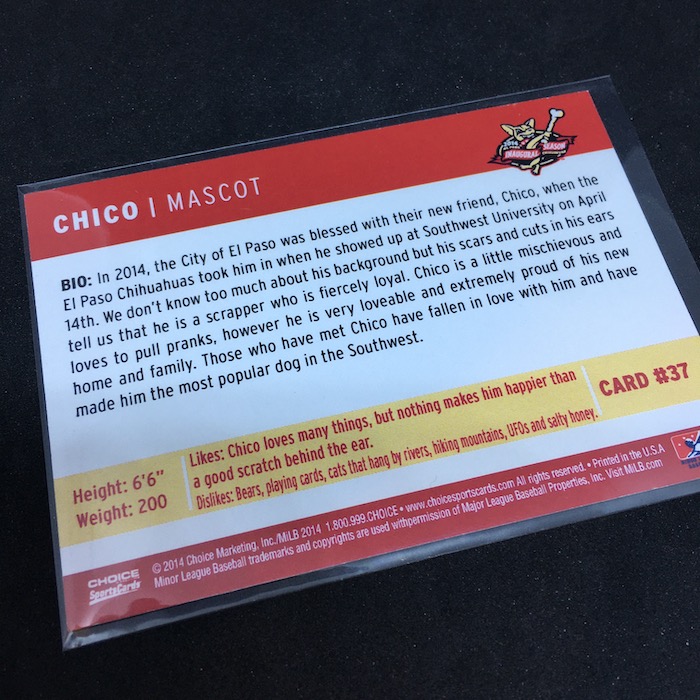 CHICO | MASCOT
2014
INAUGURAL SEASON
BIO: In 2014, the City of El Paso was blessed with their new friend, Chico, when the
El Paso Chihuahuas took him in when he showed up at Southwest University on April
14th. We don't know too much about his background but his scars and cuts in his ears
tell us that he is a scrapper who is fiercely loyal. Chico is a little mischievous and
loves to pull pranks, however he is very loveable and extremely proud of his new
home and family. Those who have met Chico have fallen in love with him and have
made him the most popular dog in the Southwest.
Height: 6'6"
Weight: 200
Likes: Chico loves many things, but nothing makes him happier than
a good scratch behind the ear.
Dislikes: Bears, playing cards, cats that hang by rivers, hiking mountains, UFOs and salty honey.
CARD #37
CHOICE
SportsCards
© 2014 Choice Marketing, Inc./MiLB 2014 1.800.999.CHOICE • www.choicesportscards.com All rights reserved. • Printed in the U.S.A
Minor League Baseball trademarks and copyrights are used withpermission of Major League Baseball Properties, Inc. Visit MiLB.com